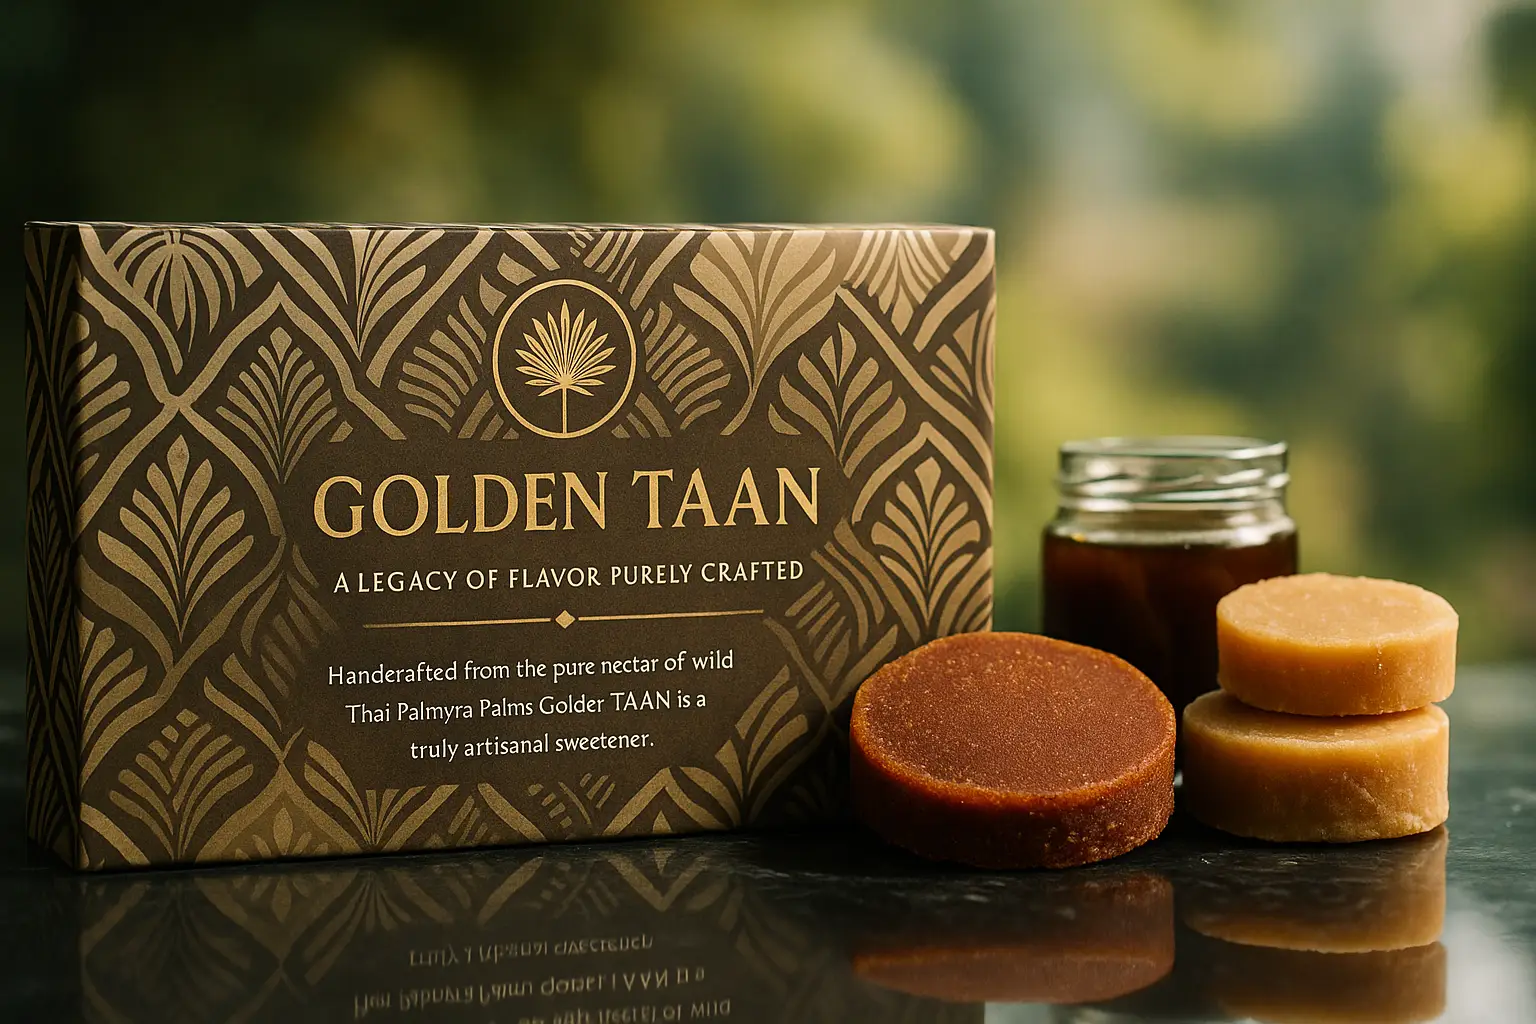 GOLDEN TAAN
A LEGACY OF FLAVOR PURELY CRAFTED
Handcrafted from the pure nectar of wild
Thai Palmyra Palms Golder TAAN is a
truly artisanal sweetener.